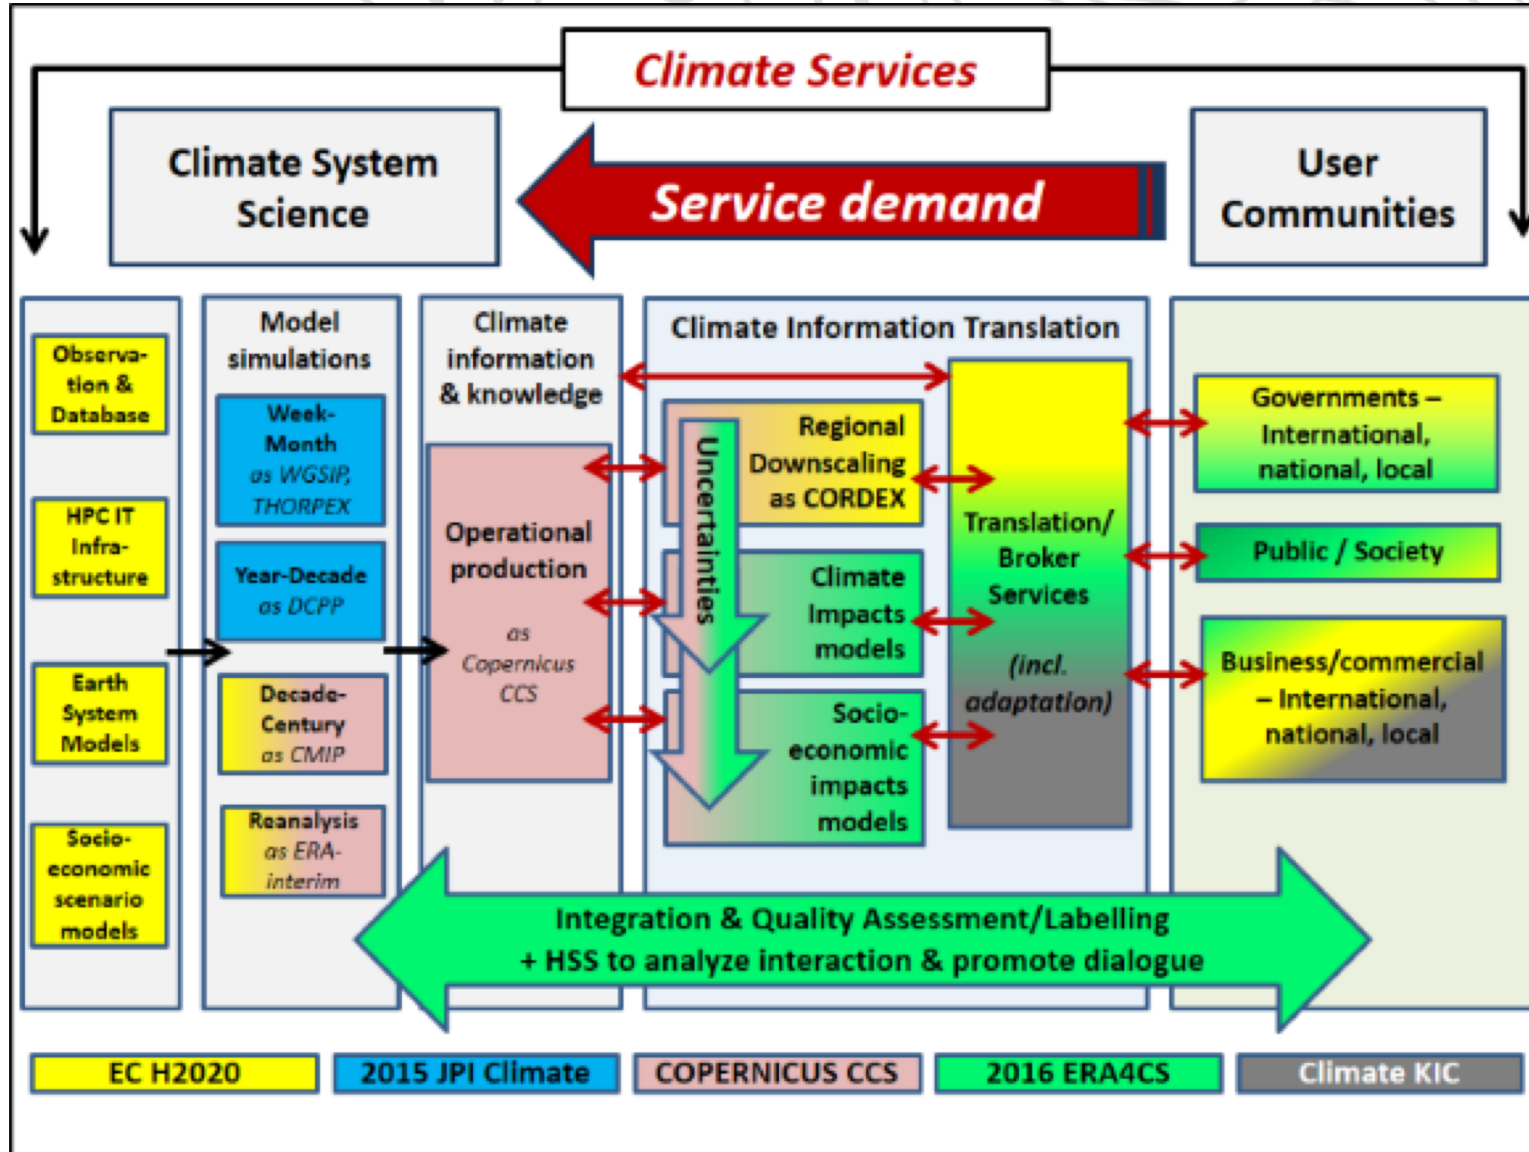 Climate Services
Climate System
Science
Service demand
User
Communities
Observa-
tion &
Database
HPC IT
Infra-
structure
Earth
System
Models
Socio-
economic
scenario
models
Model
simulations
Week-
Month
as WGSIP,
THORPEX
Year-Decade
as DCPP
Decade-
Century
as CMIP
Reanalysis
as ERA-
interim
Climate
information
& knowledge
Operational
production
as
Copernicus
CCS
Climate Information Translation
Uncertainties
Regional
Downscaling
as CORDEX
Climate
Impacts
models
Socio-
economic
impacts
models
Translation/
Broker
Services
(incl.
adaptation)
Governments –
International,
national, local
Public / Society
Business/commercial
– International,
national, local
Integration & Quality Assessment/Labelling
+ HSS to analyze interaction & promote dialogue
EC H2020
2015 JPI Climate
COPERNICUS CCS
2016 ERA4CS
Climate KIC